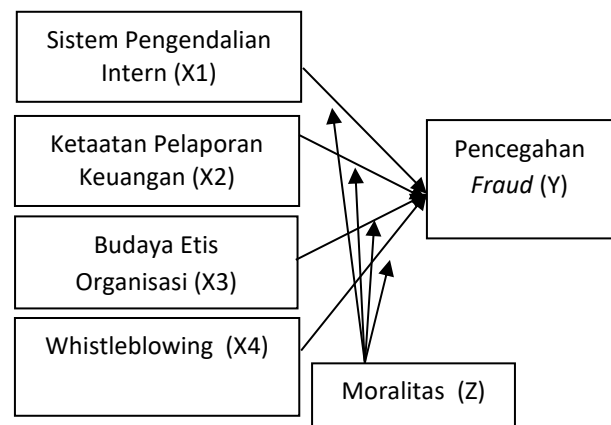 Sistem Pengendalian
Intern (X1)
Ketaatan Pelaporan
Keuangan (X2)
Budaya Etis
Organisasi (X3)
Whistleblowing (X4)
Pencegahan
Fraud (Y)
Moralitas (Z)